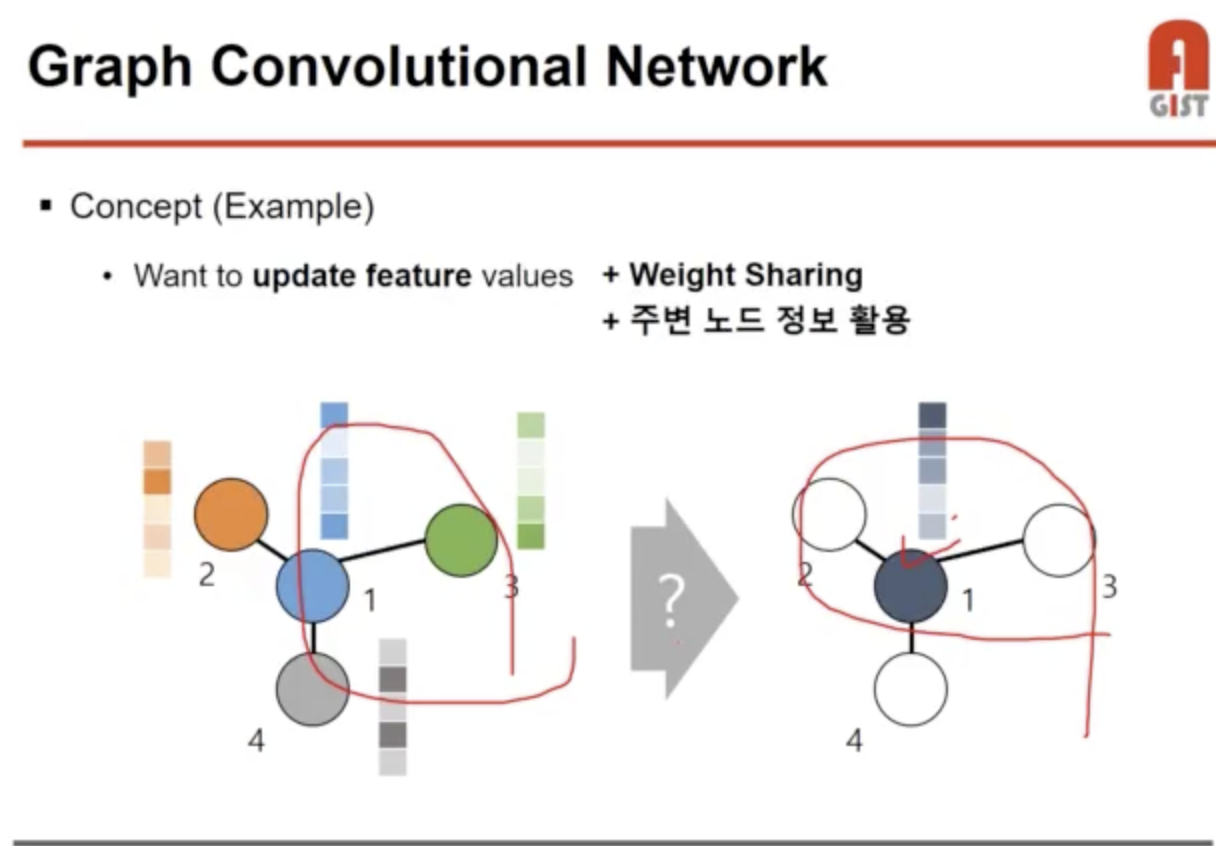 Graph Convolutional Network
GIST
▪ Concept (Example)
• Want to update feature values + Weight Sharing
+ 주변 노드 정보 활용
2
1
3
4
?
2
1
3
4